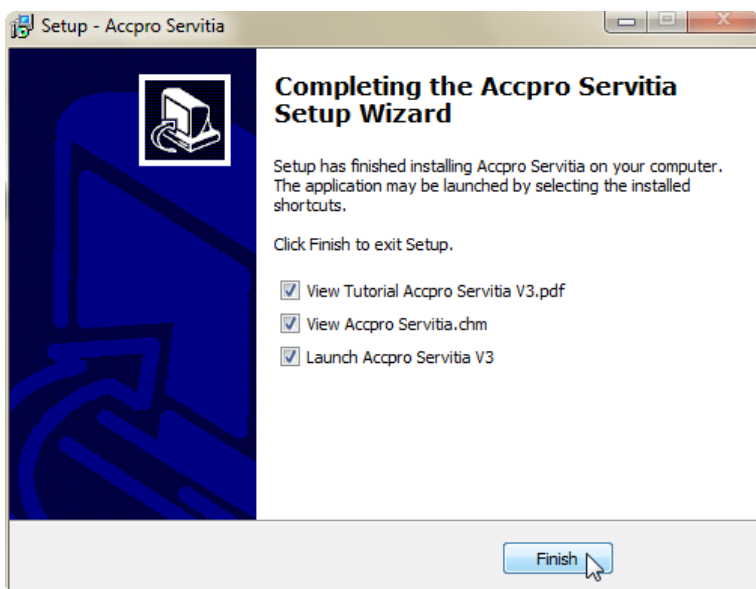 Setup - Accpro Servitia
Completing the Accpro Servitia
Setup Wizard
Setup has finished installing Accpro Servitia on your computer.
The application may be launched by selecting the installed
shortcuts.
Click Finish to exit Setup.
View Tutorial Accpro Servitia V3.pdf
View Accpro Servitia.chm
Launch Accpro Servitia V3
Finish